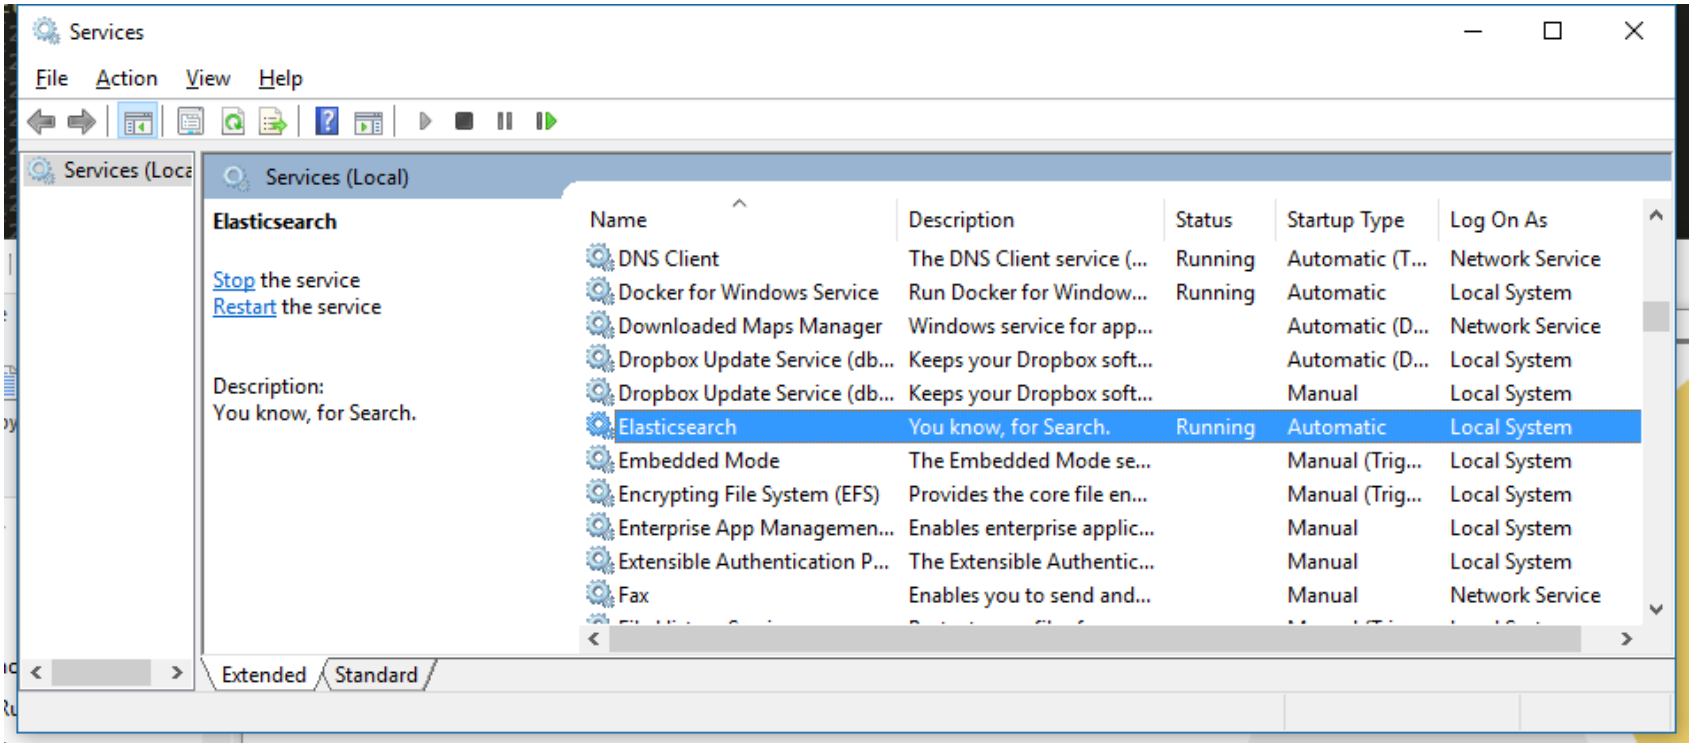 Services
File Action View Help
Services (Loca
Services (Local)
Elasticsearch
Stop the service
Restart the service
Description:
You know, for Search.
Name Description Status Startup Type Log On As
DNS Client The DNS Client service (... Running Automatic (T... Network Service
Docker for Windows Service Run Docker for Window... Running Automatic Local System
Downloaded Maps Manager Windows service for app... Automatic (D... Network Service
Dropbox Update Service (db... Keeps your Dropbox soft... Automatic (D... Local System
Dropbox Update Service (db... Keeps your Dropbox soft... Manual Local System
Elasticsearch You know, for Search. Running Automatic Local System
Embedded Mode The Embedded Mode se... Manual (Trig... Local System
Encrypting File System (EFS) Provides the core file en... Manual (Trig... Local System
Enterprise App Managemen... Enables enterprise applic... Manual Local System
Extensible Authentication P... The Extensible Authentic... Manual Local System
Fax Enables you to send and... Manual Network Service
Extended Standard